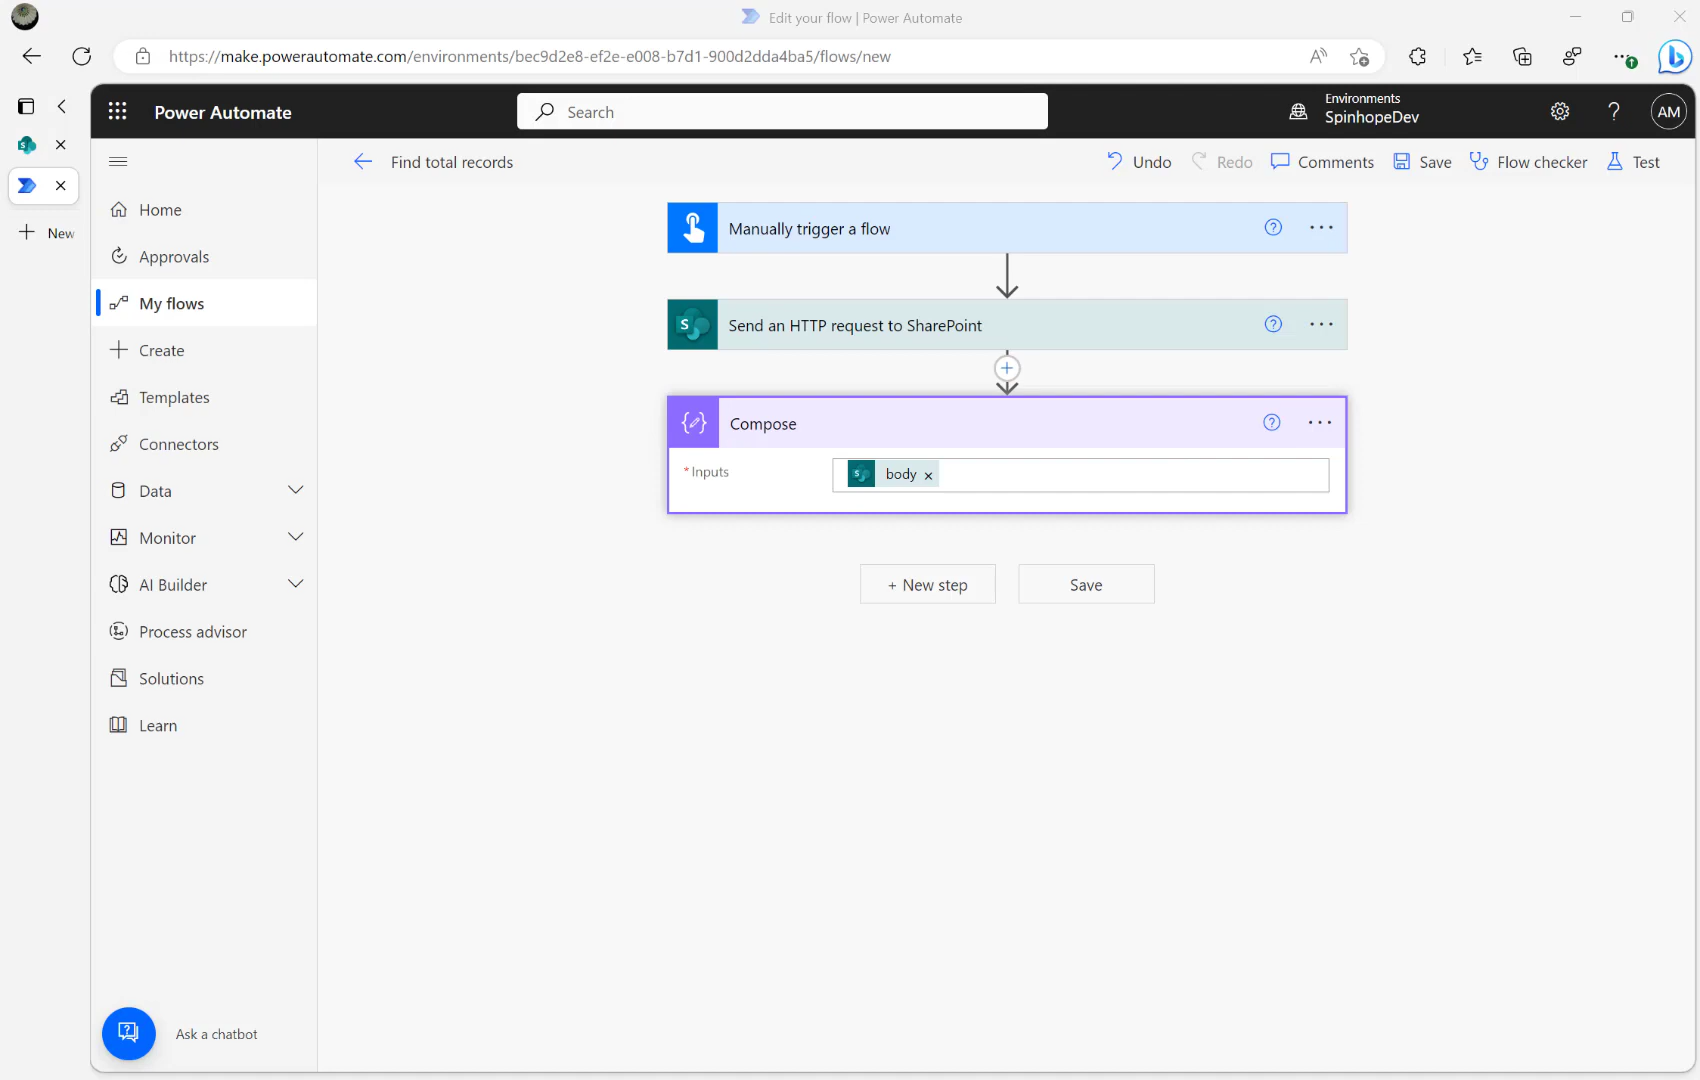 Edit your flow | Power Automate
https://make.powerautomate.com/environments/bec9d2e8-ef2e-e008-b7d1-900d2dda4ba5/flows/new
Power Automate
Search
Environments
SpinhopeDev
AM
New
Find total records
Undo
Redo
Comments
Save
Flow checker
Test
Home
Approvals
My flows
Create
Templates
Connectors
Data
Monitor
AI Builder
Process advisor
Solutions
Learn
Ask a chatbot
Manually trigger a flow
Send an HTTP request to SharePoint
Compose
* Inputs
body ×
+ New step
Save